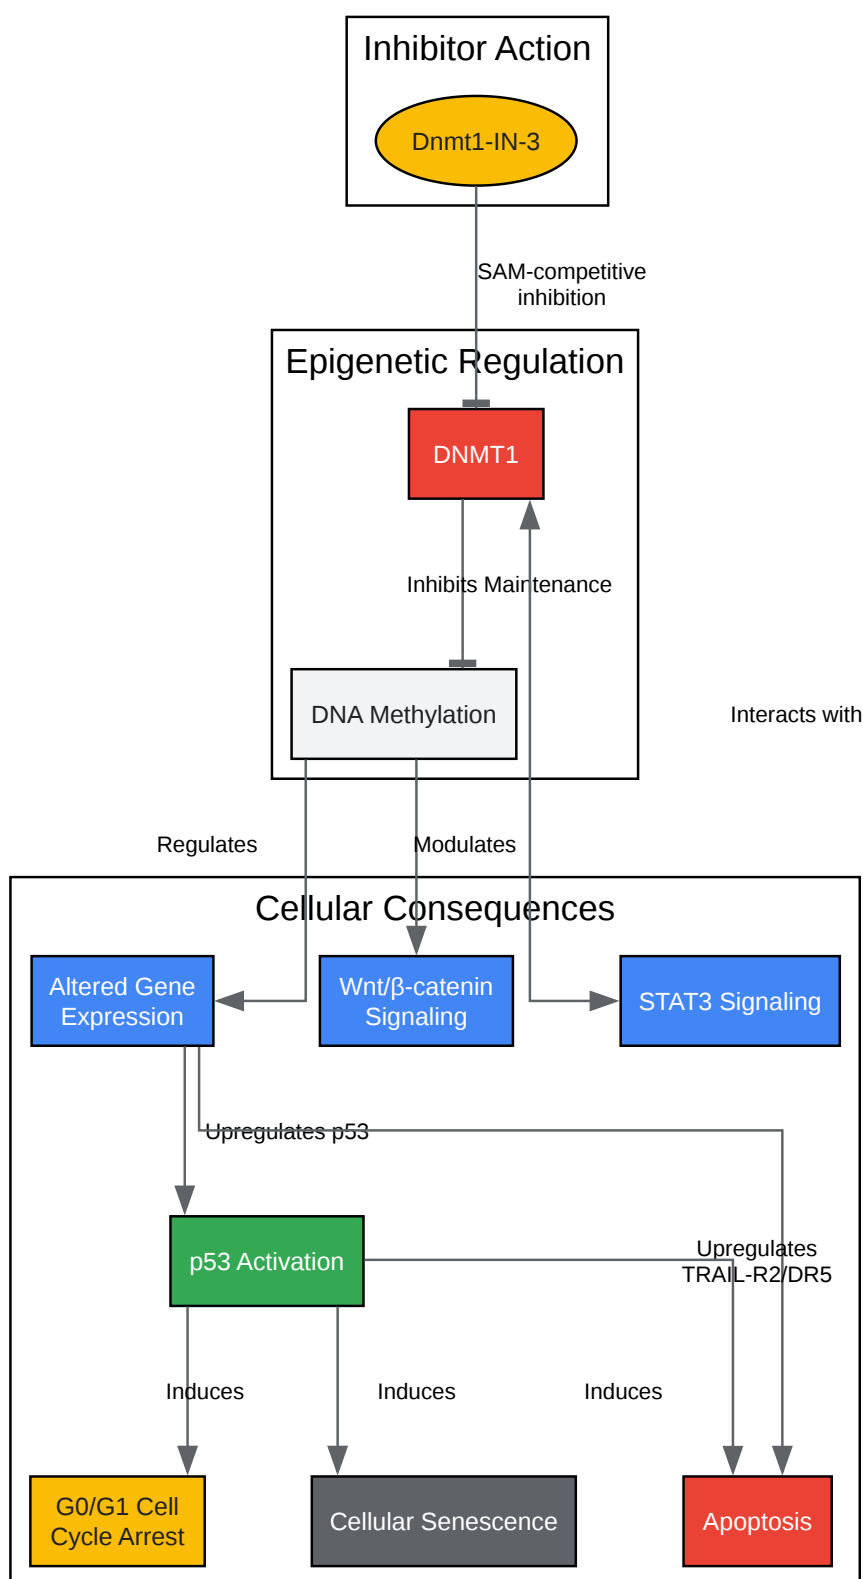 Inhibitor Action
Dnmt1-IN-3
SAM-competitive
inhibition
Epigenetic Regulation
DNMT1
Inhibits Maintenance
DNA Methylation
Interacts with
Regulates
Modulates
Cellular Consequences
Altered Gene
Expression
Wnt/β-catenin
Signaling
STAT3 Signaling
Upregulates p53
p53 Activation
Upregulates
TRAIL-R2/DR5
Induces
Induces
Induces
G0/G1 Cell
Cycle Arrest
Cellular Senescence
Apoptosis